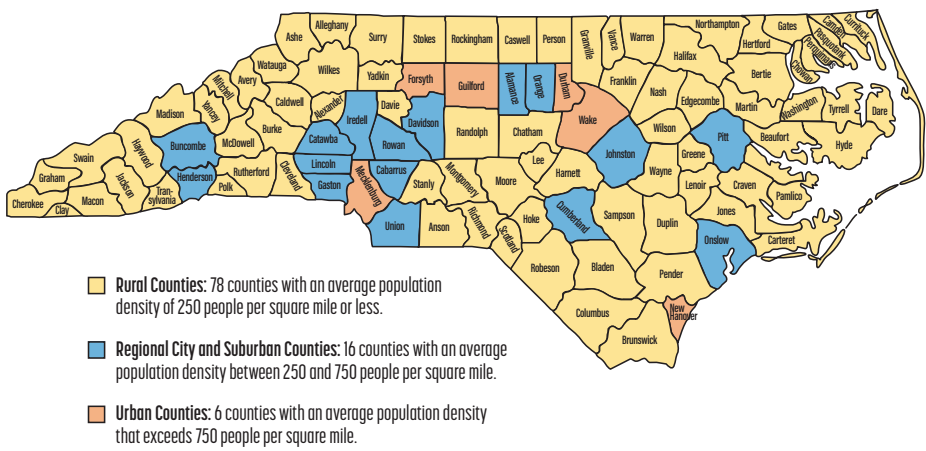 Ashe
Alleghany
Surry
Stokes
Rockingham
Caswell
Person
Granville
Vance
Warren
Northampton
Gates
Camden
Currituck
Pasquotank
Perquimans
Chowan
Hertford
Halifax
Bertie
Watauga
Wilkes
Yadkin
Forsyth
Guilford
Alamance
Orange
Durham
Franklin
Nash
Edgecombe
Martin
Washington
Tyrrell
Dare
Mitchell
Avery
Yancey
Caldwell
Alexander
Iredell
Davie
Davidson
Randolph
Chatham
Wake
Wilson
Pitt
Beaufort
Hyde
Madison
Haywood
Buncombe
McDowell
Burke
Catawba
Rowan
Lee
Johnston
Greene
Swain
Graham
Jackson
Henderson
Polk
Rutherford
Cleveland
Lincoln
Gaston
Mecklenburg
Cabarrus
Stanly
Montgomery
Moore
Harnett
Wayne
Lenoir
Craven
Pamlico
Cherokee
Clay
Macon
Tran-
sylvania
Union
Anson
Richmond
Scotland
Hoke
Cumberland
Sampson
Duplin
Jones
Onslow
Carteret
Robeson
Bladen
Pender
Columbus
New
Hanover
Brunswick
Rural Counties: 78 counties with an average population
density of 250 people per square mile or less.
Regional City and Suburban Counties: 16 counties with an average
population density between 250 and 750 people per square mile.
Urban Counties: 6 counties with an average population density
that exceeds 750 people per square mile.